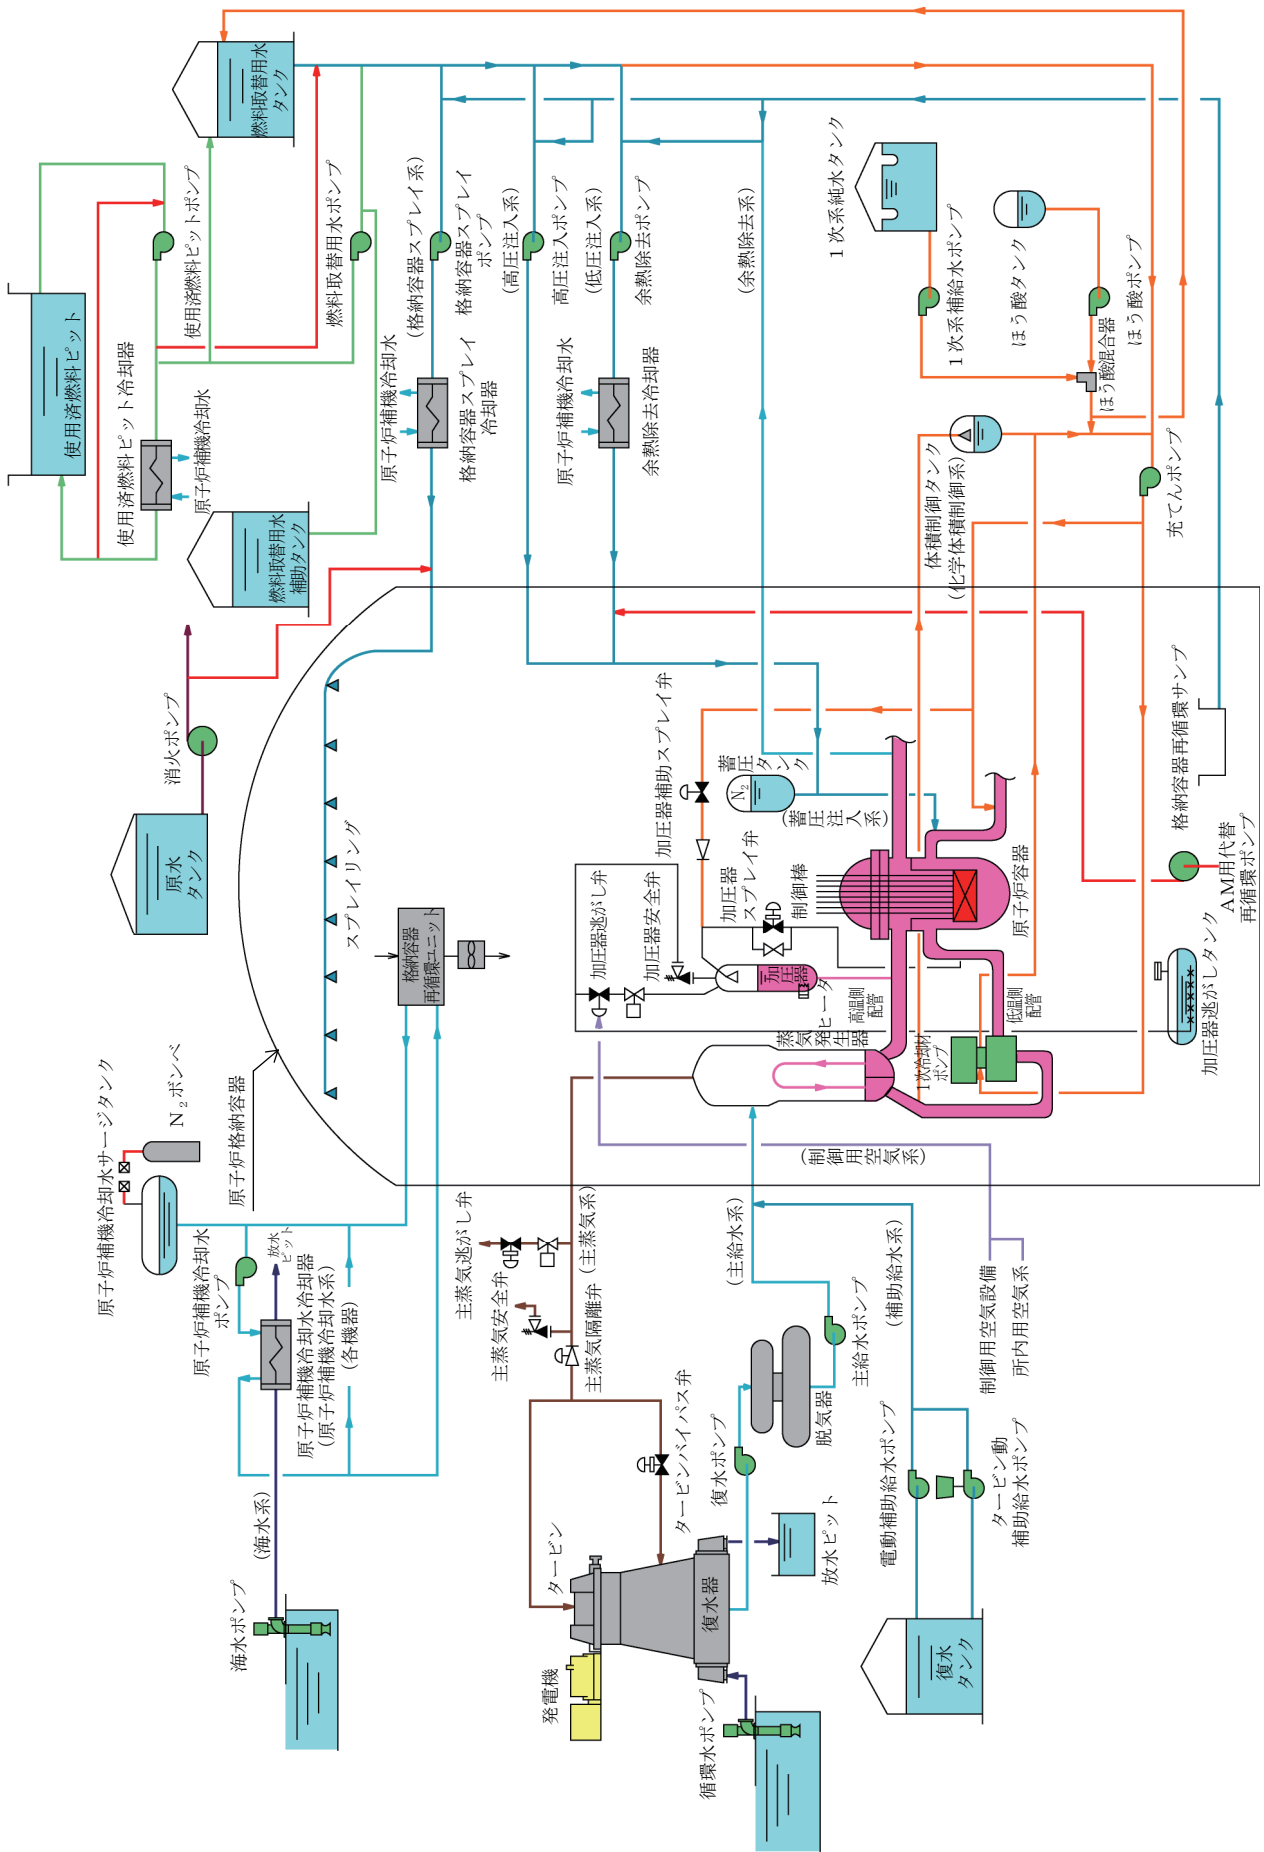 使用済燃料ピット
使用済燃料ピット冷却器
原子炉補機冷却水
使用済燃料ピットポンプ
燃料取替用水
タンク
燃料取替用水ポンプ
燃料取替用水
補助タンク
消火ポンプ
原水
タンク
スプレイリング
格納容器
再循環ユニット
原子炉格納容器
N₂ボンベ
原子炉補機冷却水サージタンク
原子炉補機冷却水
ポンプ
放水
ピット
原子炉補機冷却水冷却器
(原子炉補機冷却水系)
(各機器)
(海水系)
海水ポンプ
(格納容器スプレイ系)
格納容器スプレイ
ポンプ
原子炉補機冷却水
格納容器スプレイ
冷却器
(高圧注入系)
高圧注入ポンプ
(低圧注入系)
余熱除去ポンプ
原子炉補機冷却水
余熱除去冷却器
(余熱除去系)
1次系純水タンク
1次系補給水ポンプ
ほう酸タンク
ほう酸ポンプ
ほう酸混合器
体積制御タンク
(化学体積制御系)
充てんポンプ
格納容器再循環サンプ
AM用代替
再循環ポンプ
加圧器逃がしタンク
加圧器補助スプレイ弁
蓄圧
タンク
N₂
(蓄圧注入系)
加圧器
スプレイ弁
制御棒
原子炉容器
加圧器逃がし弁
加圧器安全弁
加圧器
ヒータ
高温側
配管
低温側
配管
蒸気
発生器
1次冷却材
ポンプ
(制御用空気系)
制御用空気設備
所内用空気系
主蒸気逃がし弁
主蒸気安全弁
(主蒸気系)
主蒸気隔離弁
タービンバイパス弁
タービン
発電機
復水器
循環水ポンプ
放水ピット
復水ポンプ
脱気器
主給水ポンプ
(主給水系)
(補助給水系)
電動補助給水ポンプ
タービン動
補助給水ポンプ
復水
タンク